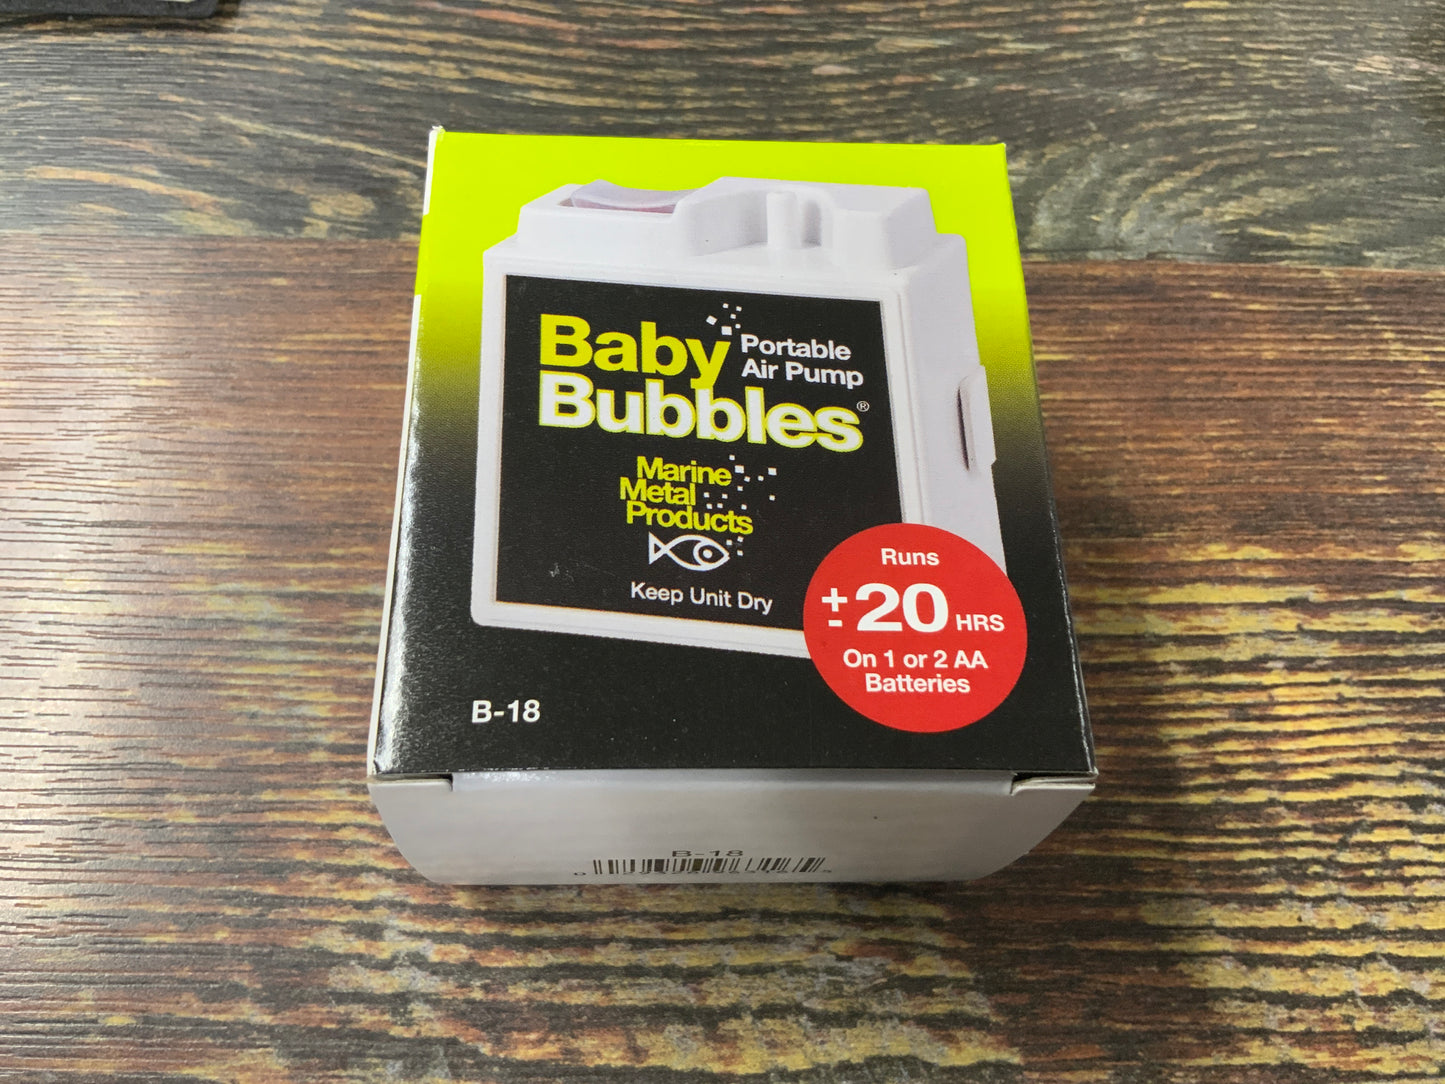 Baby
Bubbles®
Portable
Air Pump
Marine
Metal
Products
Keep Unit Dry
Runs
± 20 HRS
On 1 or 2 AA
Batteries
B-18
B-18